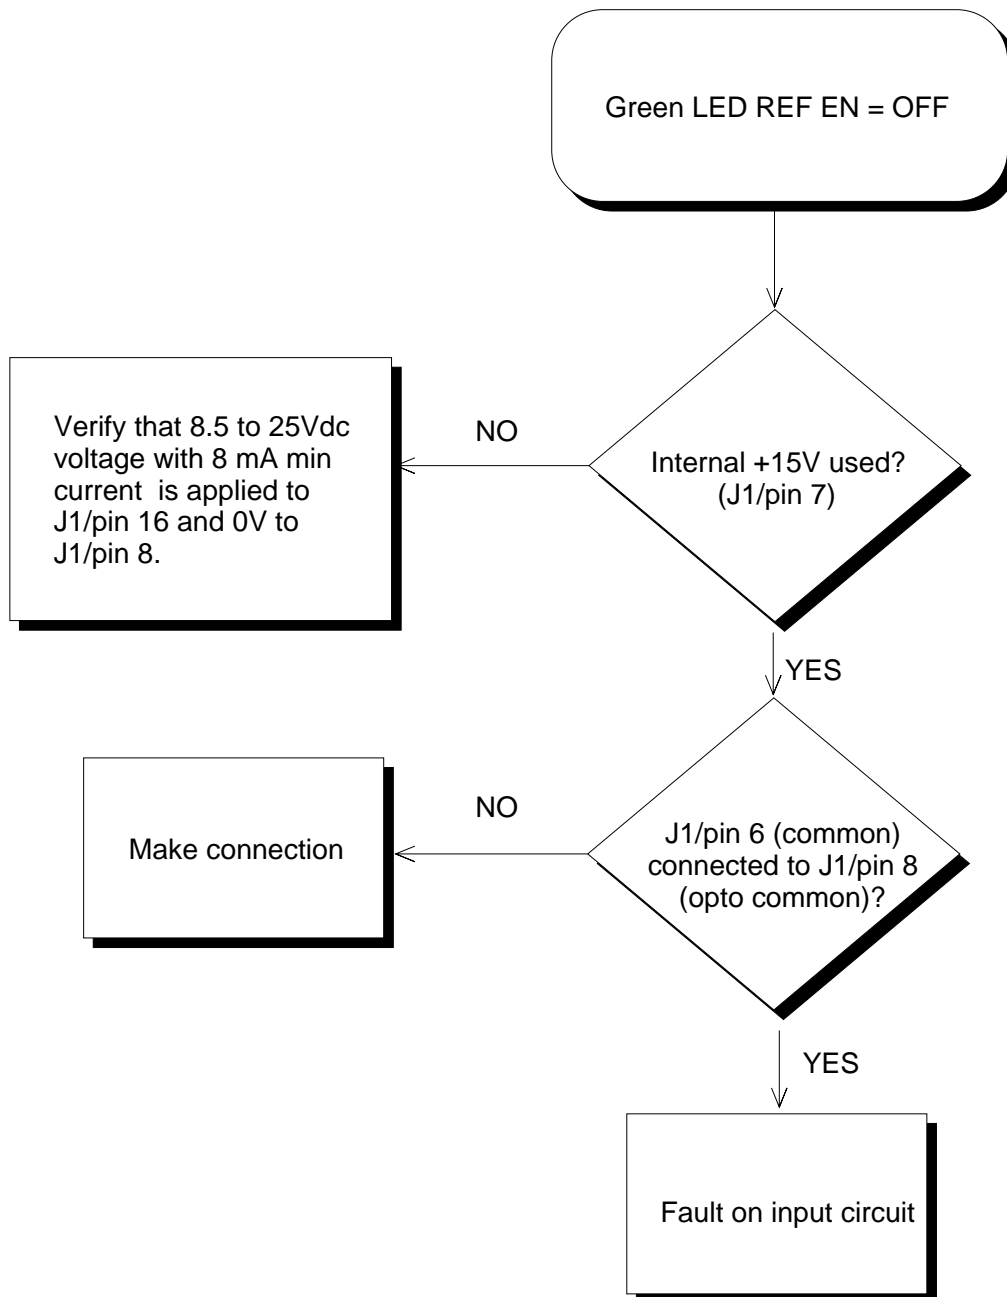 Green LED REF EN = OFF
Internal +15V used?
(J1/pin 7)
NO
Verify that 8.5 to 25Vdc
voltage with 8 mA min
current  is applied to
J1/pin 16 and 0V to
J1/pin 8.
YES
J1/pin 6 (common)
connected to J1/pin 8
(opto common)?
NO
Make connection
YES
Fault on input circuit